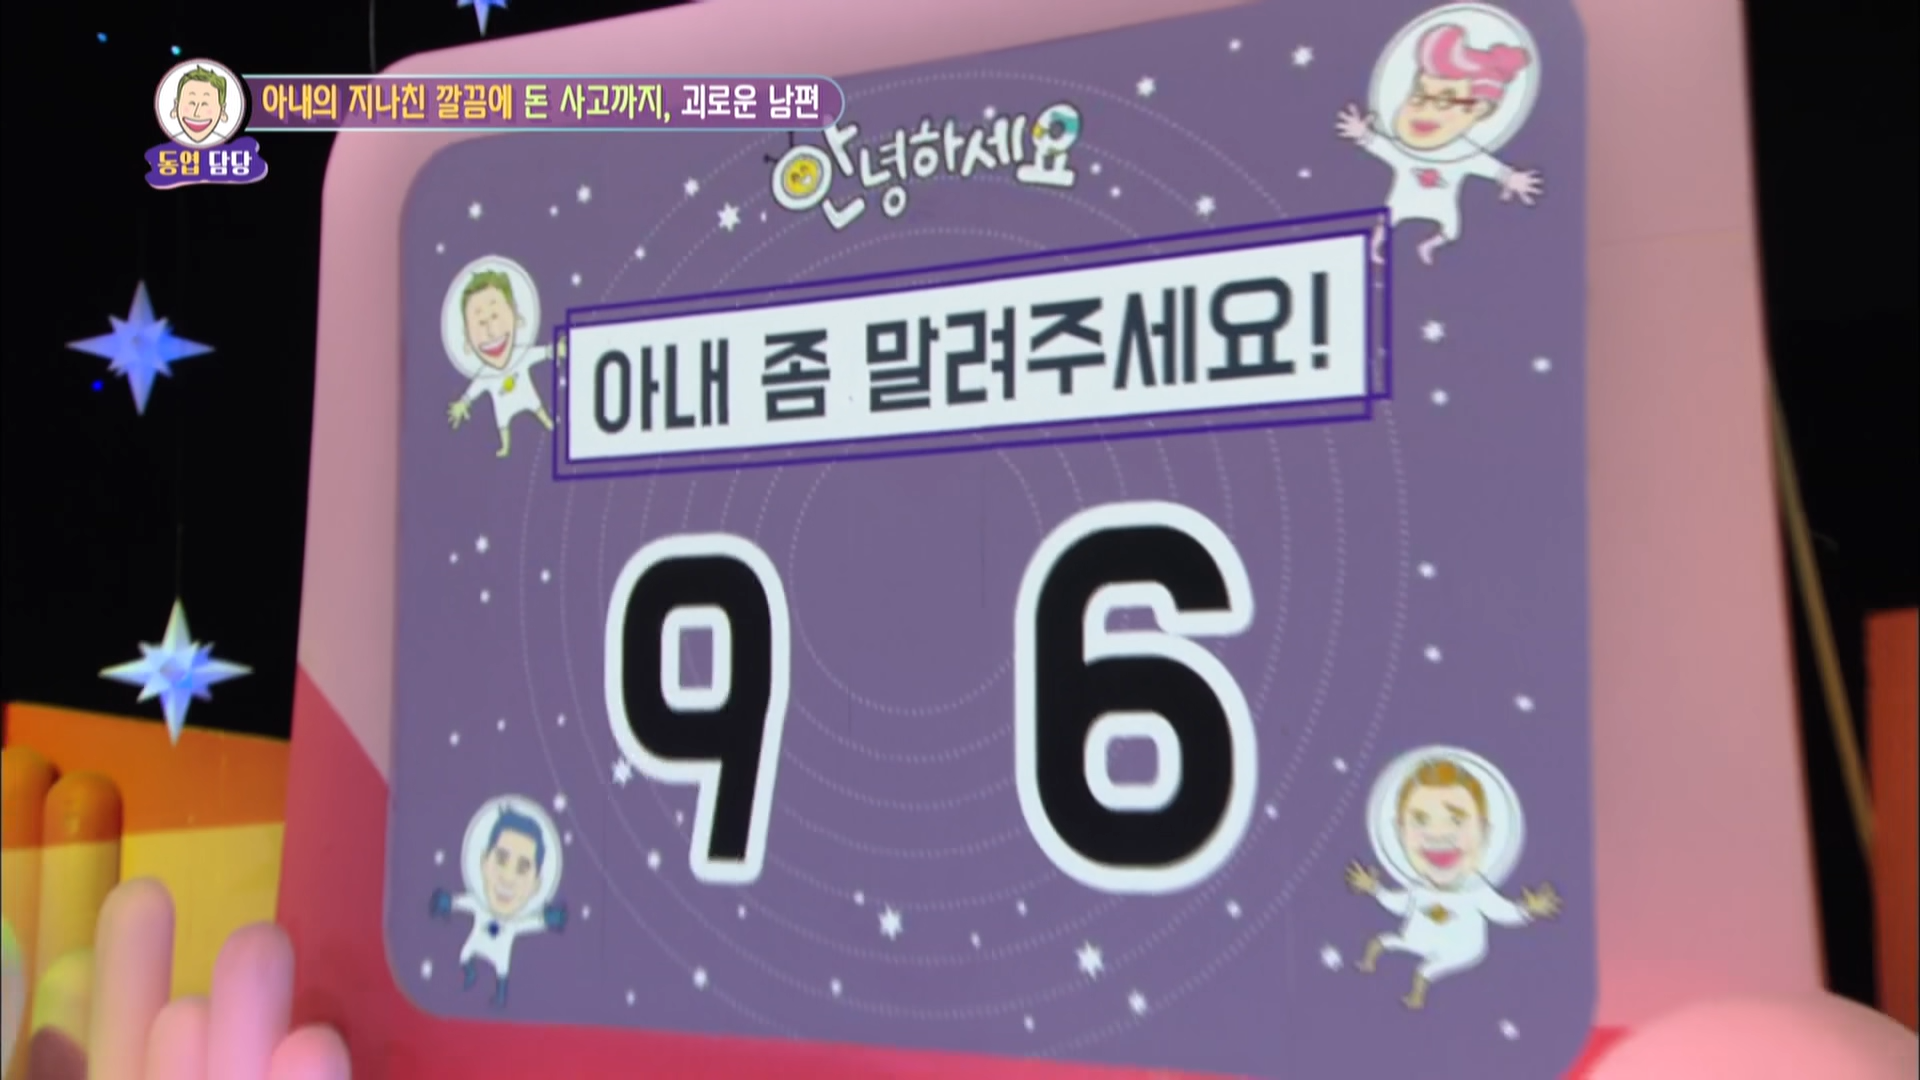 아내의 지나친 깔끔에 돈 사고까지, 괴로운 남편
동엽 담당
안녕하세요
아내 좀 말려주세요!
9 6